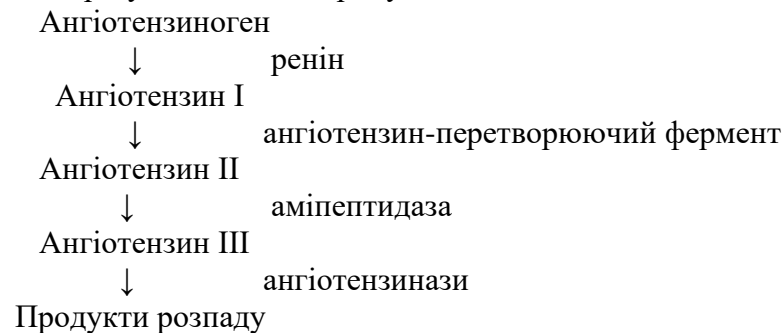 Ангіотензиноген
↓ ренін
Ангіотензин I
↓ ангіотензин-перетворюючий фермент
Ангіотензин II
↓ аміпептидаза
Ангіотензин III
↓ ангіотензинази
Продукти розпаду